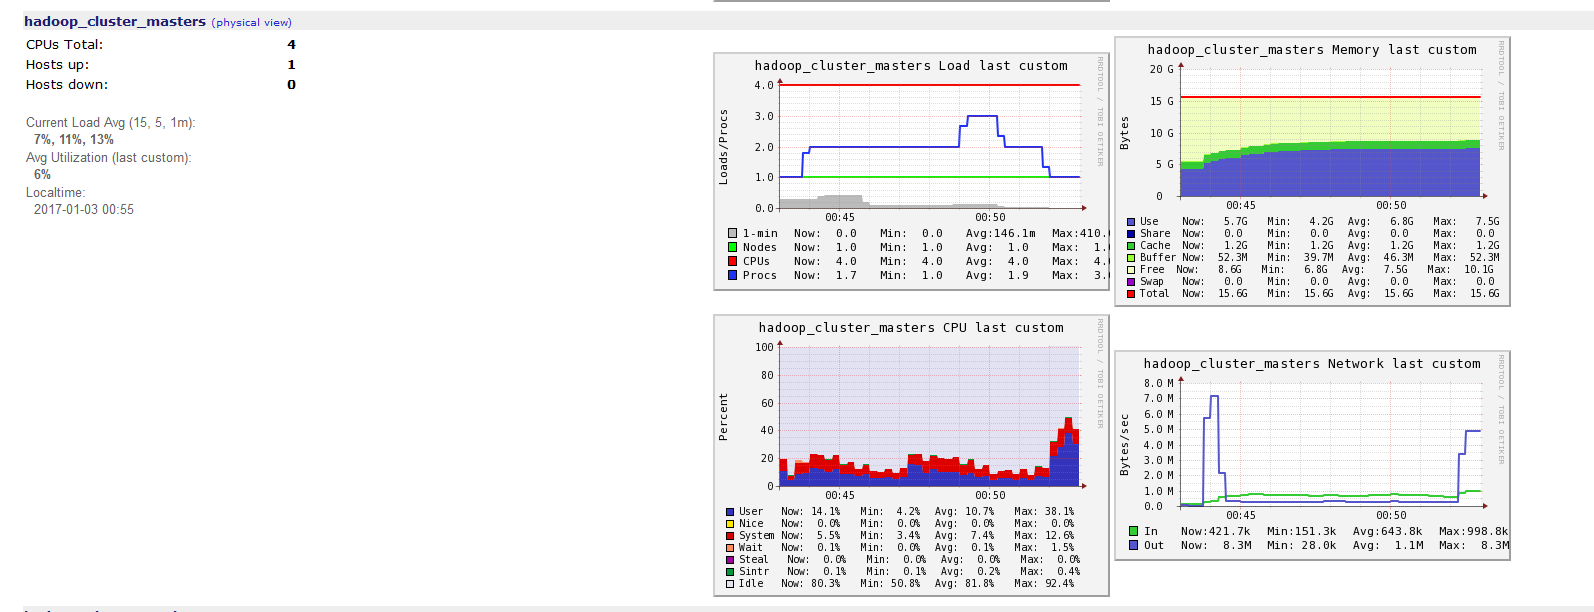 hadoop_cluster_masters (physical view)
CPUs Total: 4
Hosts up: 1
Hosts down: 0
Current Load Avg (15, 5, 1m):
7%, 11%, 13%
Avg Utilization (last custom):
6%
Localtime:
2017-01-03 00:55
hadoop_cluster_masters Load last custom
RRDTOOL / TOBI OETIKER
Loads/Procs
4.0
3.0
2.0
1.0
0.0
00:45 00:50
1-min Now: 0.0 Min: 0.0 Avg:146.1m Max:410.
Nodes Now: 1.0 Min: 1.0 Avg: 1.0 Max: 1.
CPUs Now: 4.0 Min: 4.0 Avg: 4.0 Max: 4.
Procs Now: 1.7 Min: 1.0 Avg: 1.9 Max: 3.
hadoop_cluster_masters Memory last custom
RRDTOOL / TOBI OETIKER
Bytes
20 G
15 G
10 G
5 G
0
00:45 00:50
Use Now: 5.7G Min: 4.2G Avg: 6.8G Max: 7.5G
Share Now: 0.0 Min: 0.0 Avg: 0.0 Max: 0.0
Cache Now: 1.2G Min: 1.2G Avg: 1.2G Max: 1.2G
Buffer Now: 52.3M Min: 39.7M Avg: 46.3M Max: 52.3M
Free Now: 8.6G Min: 6.8G Avg: 7.5G Max: 10.1G
Swap Now: 0.0 Min: 0.0 Avg: 0.0 Max: 0.0
Total Now: 15.6G Min: 15.6G Avg: 15.6G Max: 15.6G
hadoop_cluster_masters CPU last custom
RRDTOOL / TOBI OETIKER
Percent
100
80
60
40
20
0
00:45 00:50
User Now: 14.1% Min: 4.2% Avg: 10.7% Max: 38.1%
Nice Now: 0.0% Min: 0.0% Avg: 0.0% Max: 0.0%
System Now: 5.5% Min: 3.4% Avg: 7.4% Max: 12.6%
Wait Now: 0.1% Min: 0.0% Avg: 0.1% Max: 1.5%
Steal Now: 0.0% Min: 0.0% Avg: 0.0% Max: 0.0%
Sintr Now: 0.1% Min: 0.1% Avg: 0.2% Max: 0.4%
Idle Now: 80.3% Min: 50.8% Avg: 81.8% Max: 92.4%
hadoop_cluster_masters Network last custom
RRDTOOL / TOBI OETIKER
Bytes/sec
8.0 M
7.0 M
6.0 M
5.0 M
4.0 M
3.0 M
2.0 M
1.0 M
0.0
00:45 00:50
In Now:421.7k Min:151.3k Avg:643.8k Max:998.8k
Out Now: 8.3M Min: 28.0k Avg: 1.1M Max: 8.3M